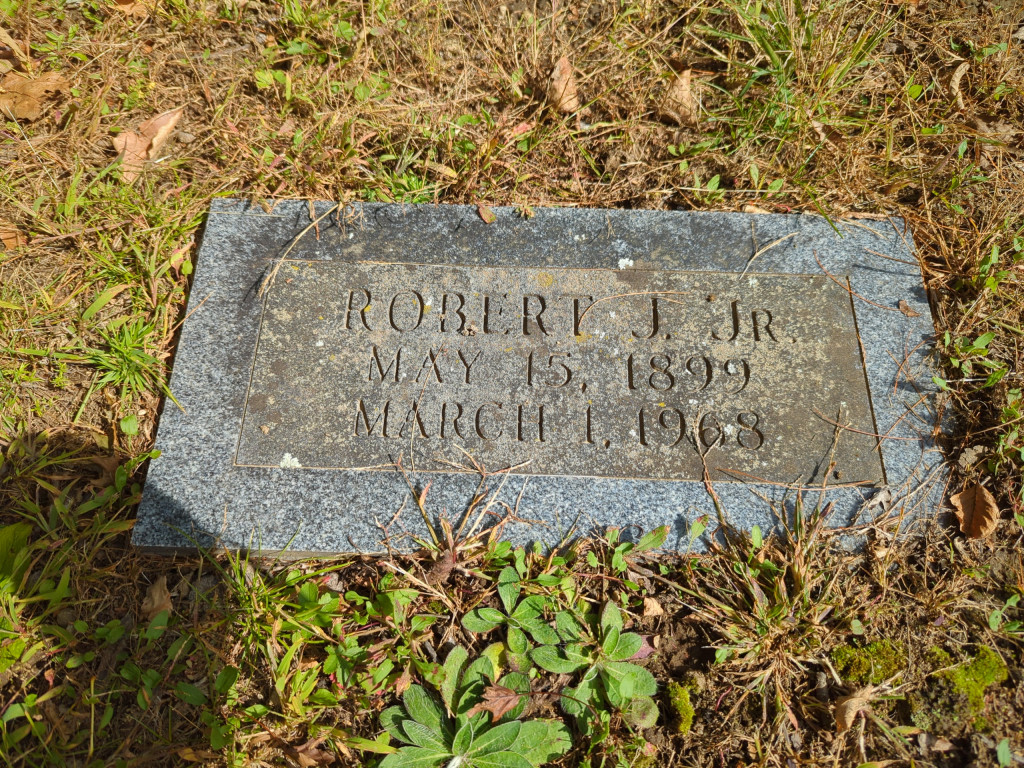 ROBERT J. JR.
MAY 15, 1899
MARCH 1, 1968